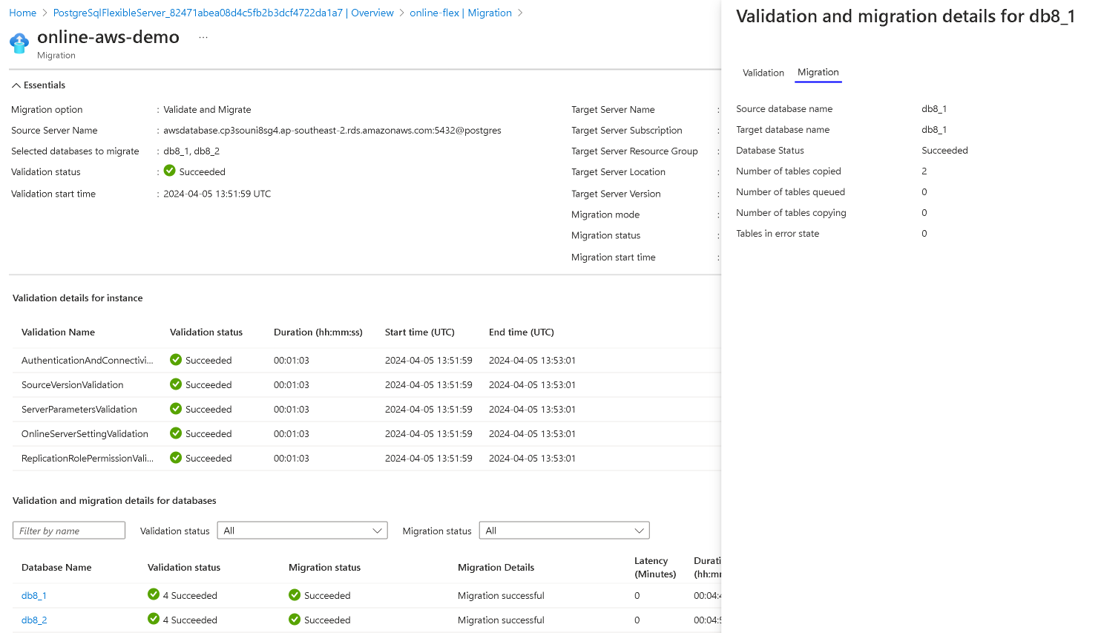 Home > PostgreSqlFlexibleServer_82471abea08d4c5fb2b3dcf4722da1a7 | Overview > online-flex | Migration >
online-aws-demo ...
Migration
Essentials
Migration option : Validate and Migrate
Source Server Name : awsdatabase.cp3souni8sg4.ap-southeast-2.rds.amazonaws.com:5432@postgres
Selected databases to migrate : db8_1, db8_2
Validation status : Succeeded
Validation start time : 2024-04-05 13:51:59 UTC
Target Server Name :
Target Server Subscription :
Target Server Resource Group :
Target Server Location :
Target Server Version :
Migration mode :
Migration status :
Migration start time :
Validation details for instance
Validation Name Validation status Duration (hh:mm:ss) Start time (UTC) End time (UTC)
AuthenticationAndConnectivi... Succeeded 00:01:03 2024-04-05 13:51:59 2024-04-05 13:53:01
SourceVersionValidation Succeeded 00:01:03 2024-04-05 13:51:59 2024-04-05 13:53:01
ServerParametersValidation Succeeded 00:01:03 2024-04-05 13:51:59 2024-04-05 13:53:01
OnlineServerSettingValidation Succeeded 00:01:03 2024-04-05 13:51:59 2024-04-05 13:53:01
ReplicationRolePermissionVali... Succeeded 00:01:03 2024-04-05 13:51:59 2024-04-05 13:53:01
Validation and migration details for databases
Filter by name Validation status All Migration status All
Database Name Validation status Migration status Migration Details Latency (Minutes)
db8_1 4 Succeeded Succeeded Migration successful 0
db8_2 4 Succeeded Succeeded Migration successful 0
Validation and migration details for db8_1
Validation Migration
Source database name db8_1
Target database name db8_1
Database Status Succeeded
Number of tables copied 2
Number of tables queued 0
Number of tables copying 0
Tables in error state 0